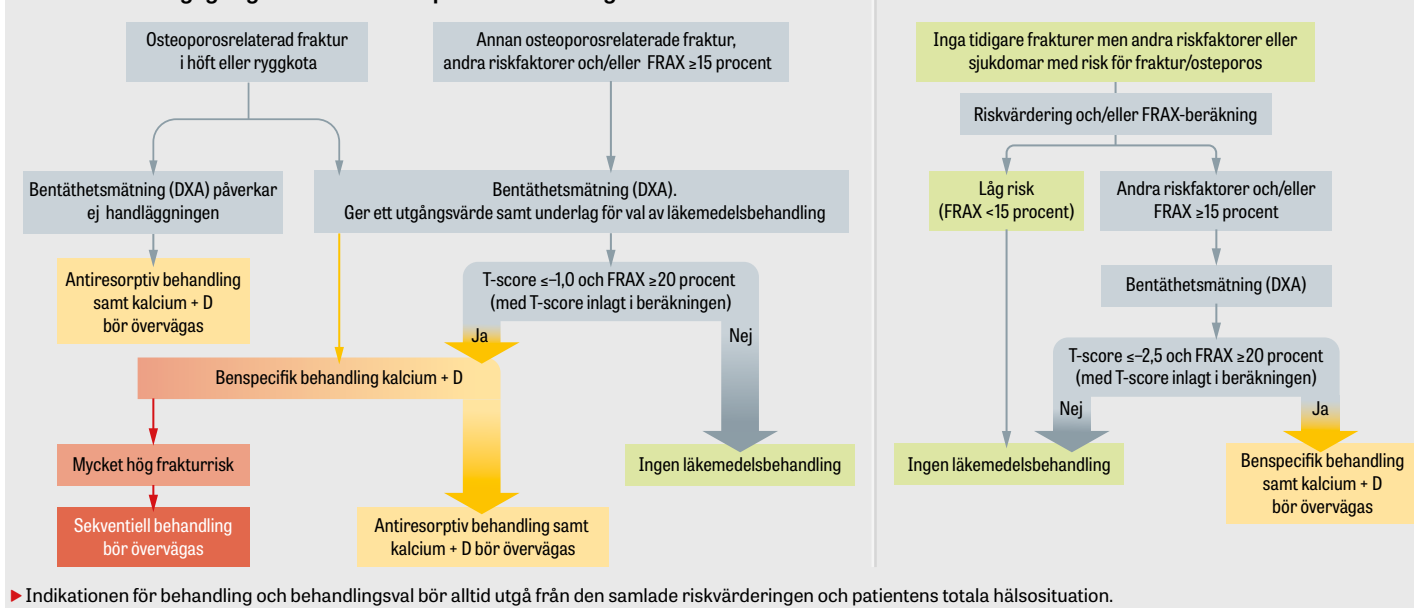 Osteoporosrelaterad fraktur
i höft eller ryggkota
Annan osteoporosrelaterade fraktur,
andra riskfaktorer och/eller FRAX ≥15 procent
Bentäthetsmätning (DXA) påverkar
ej handläggningen
Bentäthetsmätning (DXA).
Ger ett utgångsvärde samt underlag för val av läkemedelsbehandling
Antiresorptiv behandling
samt kalcium + D
bör övervägas
T-score ≤–1,0 och FRAX ≥20 procent
(med T-score inlagt i beräkningen)
Ja
Nej
Benspecifik behandling kalcium + D
Mycket hög frakturrisk
Ingen läkemedelsbehandling
Sekventiell behandling
bör övervägas
Antiresorptiv behandling samt
kalcium + D bör övervägas
Inga tidigare frakturer men andra riskfaktorer eller
sjukdomar med risk för fraktur/osteoporos
Riskvärdering och/eller FRAX-beräkning
Låg risk
(FRAX <15 procent)
Andra riskfaktorer och/eller
FRAX ≥15 procent
Bentäthetsmätning (DXA)
T-score ≤–2,5 och FRAX ≥20 procent
(med T-score inlagt i beräkningen)
Nej
Ja
Ingen läkemedelsbehandling
Benspecifik behandling
samt kalcium + D
bör övervägas
▶ Indikationen för behandling och behandlingsval bör alltid utgå från den samlade riskvärderingen och patientens totala hälsosituation.